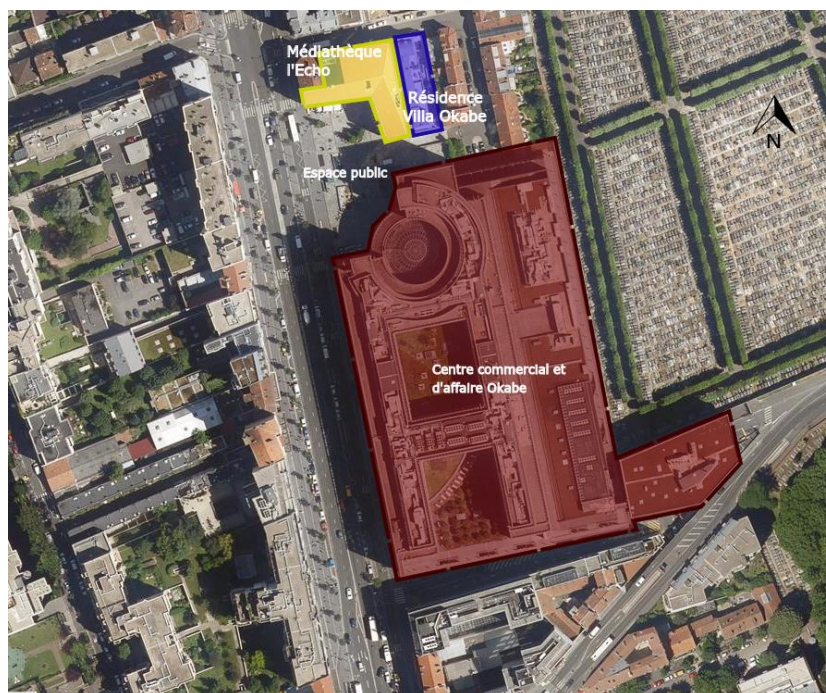 Médiathèque
l'Echo
Résidence
Villa Okabe
Espace public
Centre commercial et
d'affaire Okabe
N